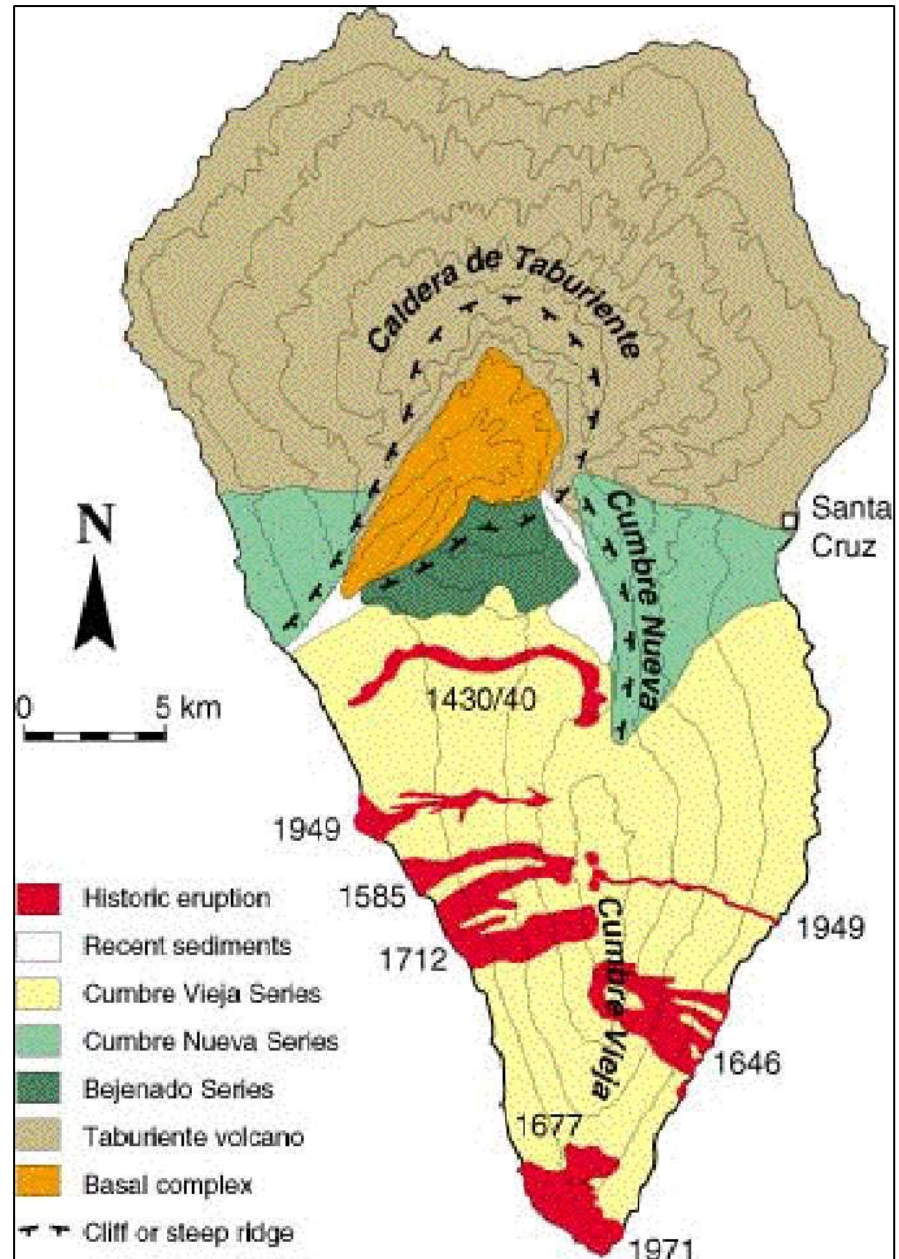 Caldera de Taburiente
Cumbre Nueva
Santa
Cruz
N
0 5 km
1430/40
1949
1585
1712
Cumbre Vieja
1949
1646
1677
1971
Historic eruption
Recent sediments
Cumbre Vieja Series
Cumbre Nueva Series
Bejenado Series
Taburiente volcano
Basal complex
Cliff or steep ridge